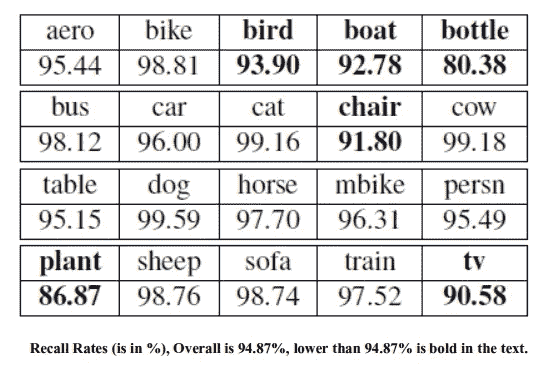 aero bike bird boat bottle
95.44 98.81 93.90 92.78 80.38
bus car cat chair cow
98.12 96.00 99.16 91.80 99.18
table dog horse mbike persn
95.15 99.59 97.70 96.31 95.49
plant sheep sofa train tv
86.87 98.76 98.74 97.52 90.58
Recall Rates (is in %), Overall is 94.87%, lower than 94.87% is bold in the text.